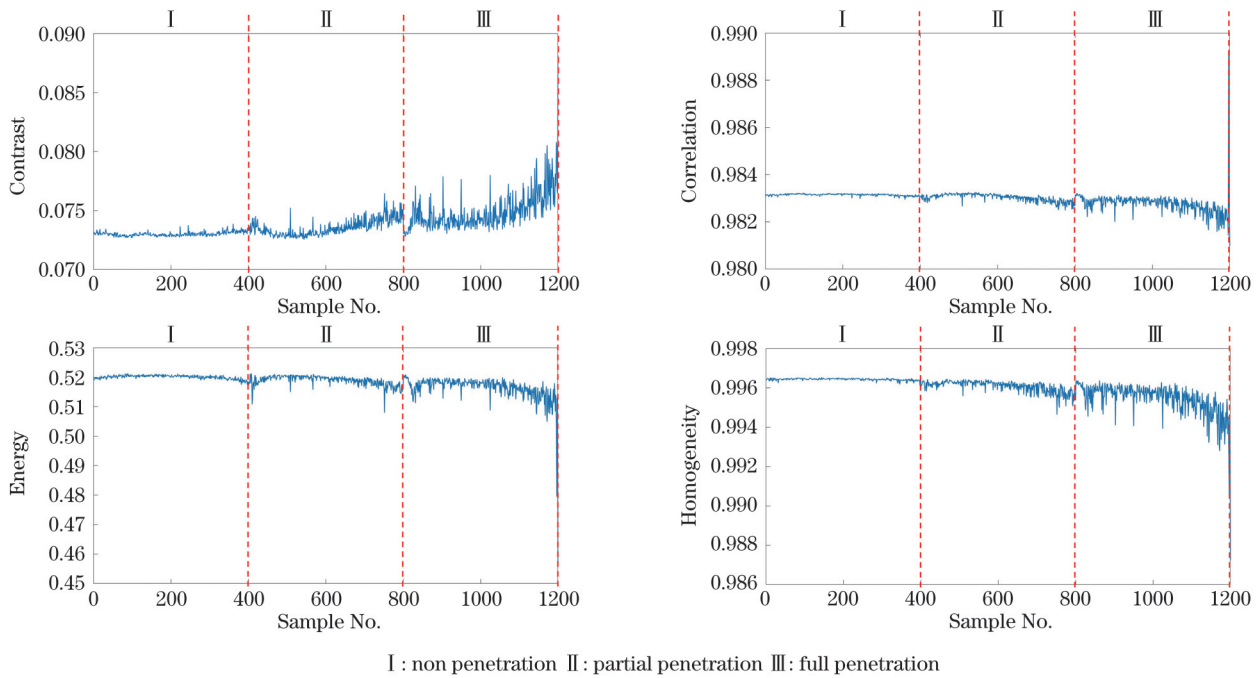 Ⅰ Ⅱ Ⅲ
0.090
0.085
0.080
0.075
0.070
Contrast
0 200 400 600 800 1000 1200
Sample No.
Ⅰ Ⅱ Ⅲ
0.990
0.988
0.986
0.984
0.982
0.980
Correlation
0 200 400 600 800 1000 1200
Sample No.
Ⅰ Ⅱ Ⅲ
0.53
0.52
0.51
0.50
0.49
0.48
0.47
0.46
0.45
Energy
0 200 400 600 800 1000 1200
Sample No.
Ⅰ Ⅱ Ⅲ
0.998
0.996
0.994
0.992
0.990
0.988
0.986
Homogeneity
0 200 400 600 800 1000 1200
Sample No.
Ⅰ : non penetration Ⅱ : partial penetration Ⅲ: full penetration